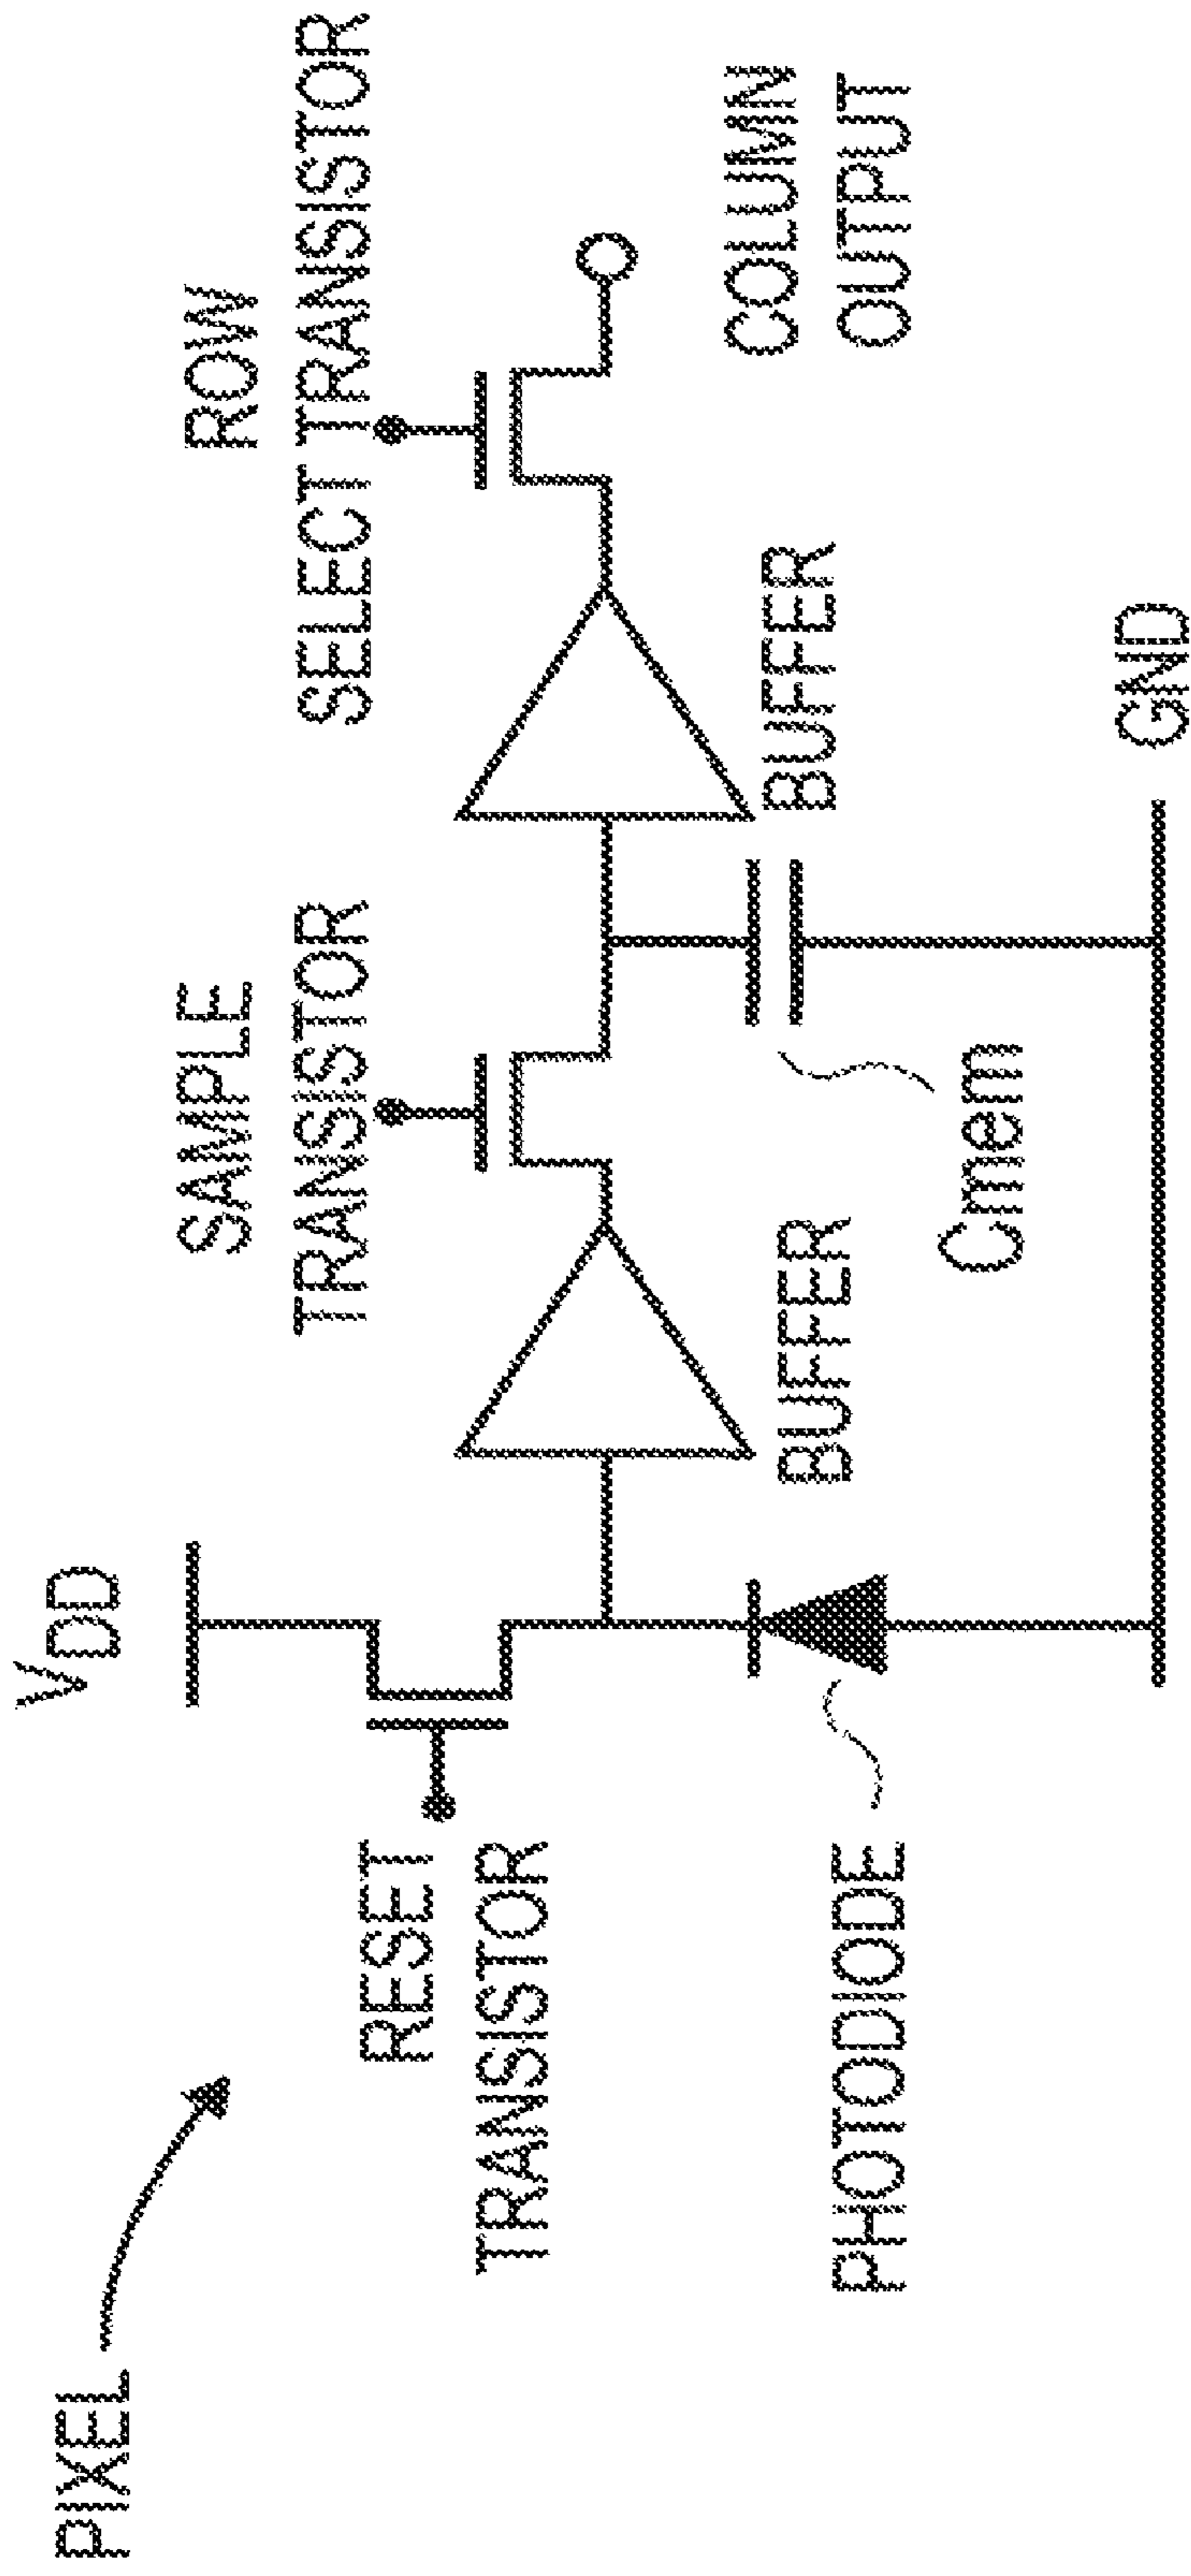 PIXEL
VDD
RESET
TRANSISTOR
PHOTODIODE
SAMPLE
TRANSISTOR
BUFFER
Cmem
ROW
SELECT TRANSISTOR
BUFFER
COLUMN
OUTPUT
GND